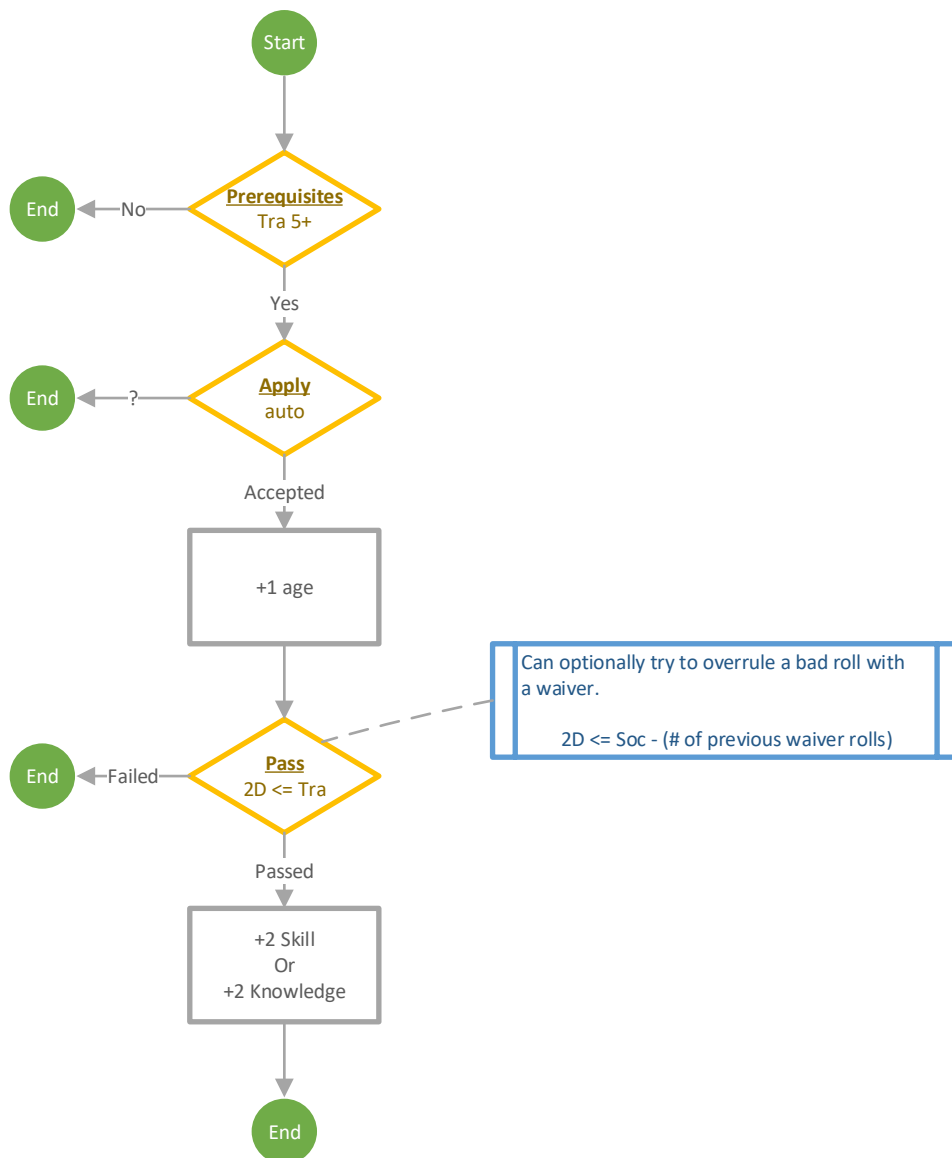 Start
Prerequisites
Tra 5+
End
No
Yes
Apply
auto
End
?
Accepted
+1 age
Can optionally try to overrule a bad roll with
a waiver.
2D <= Soc - (# of previous waiver rolls)
Pass
2D <= Tra
End
Failed
Passed
+2 Skill
Or
+2 Knowledge
End